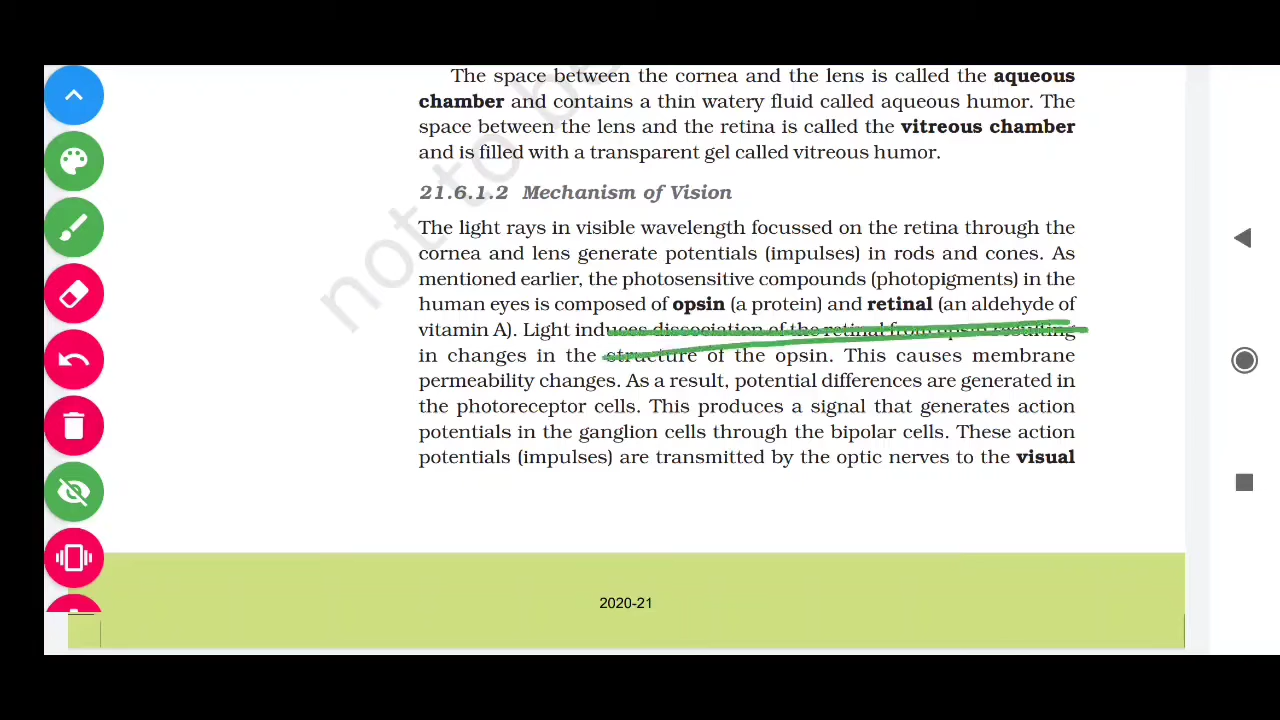 The space between the cornea and the lens is called the aqueous
chamber and contains a thin watery fluid called aqueous humor. The
space between the lens and the retina is called the vitreous chamber
and is filled with a transparent gel called vitreous humor.
21.6.1.2 Mechanism of Vision
The light rays in visible wavelength focussed on the retina through the
cornea and lens generate potentials (impulses) in rods and cones. As
mentioned earlier, the photosensitive compounds (photopigments) in the
human eyes is composed of opsin (a protein) and retinal (an aldehyde of
vitamin A). Light induces dissociation of the retinal from opsin resulting
in changes in the structure of the opsin. This causes membrane
permeability changes. As a result, potential differences are generated in
the photoreceptor cells. This produces a signal that generates action
potentials in the ganglion cells through the bipolar cells. These action
potentials (impulses) are transmitted by the optic nerves to the visual
not to be
2020-21